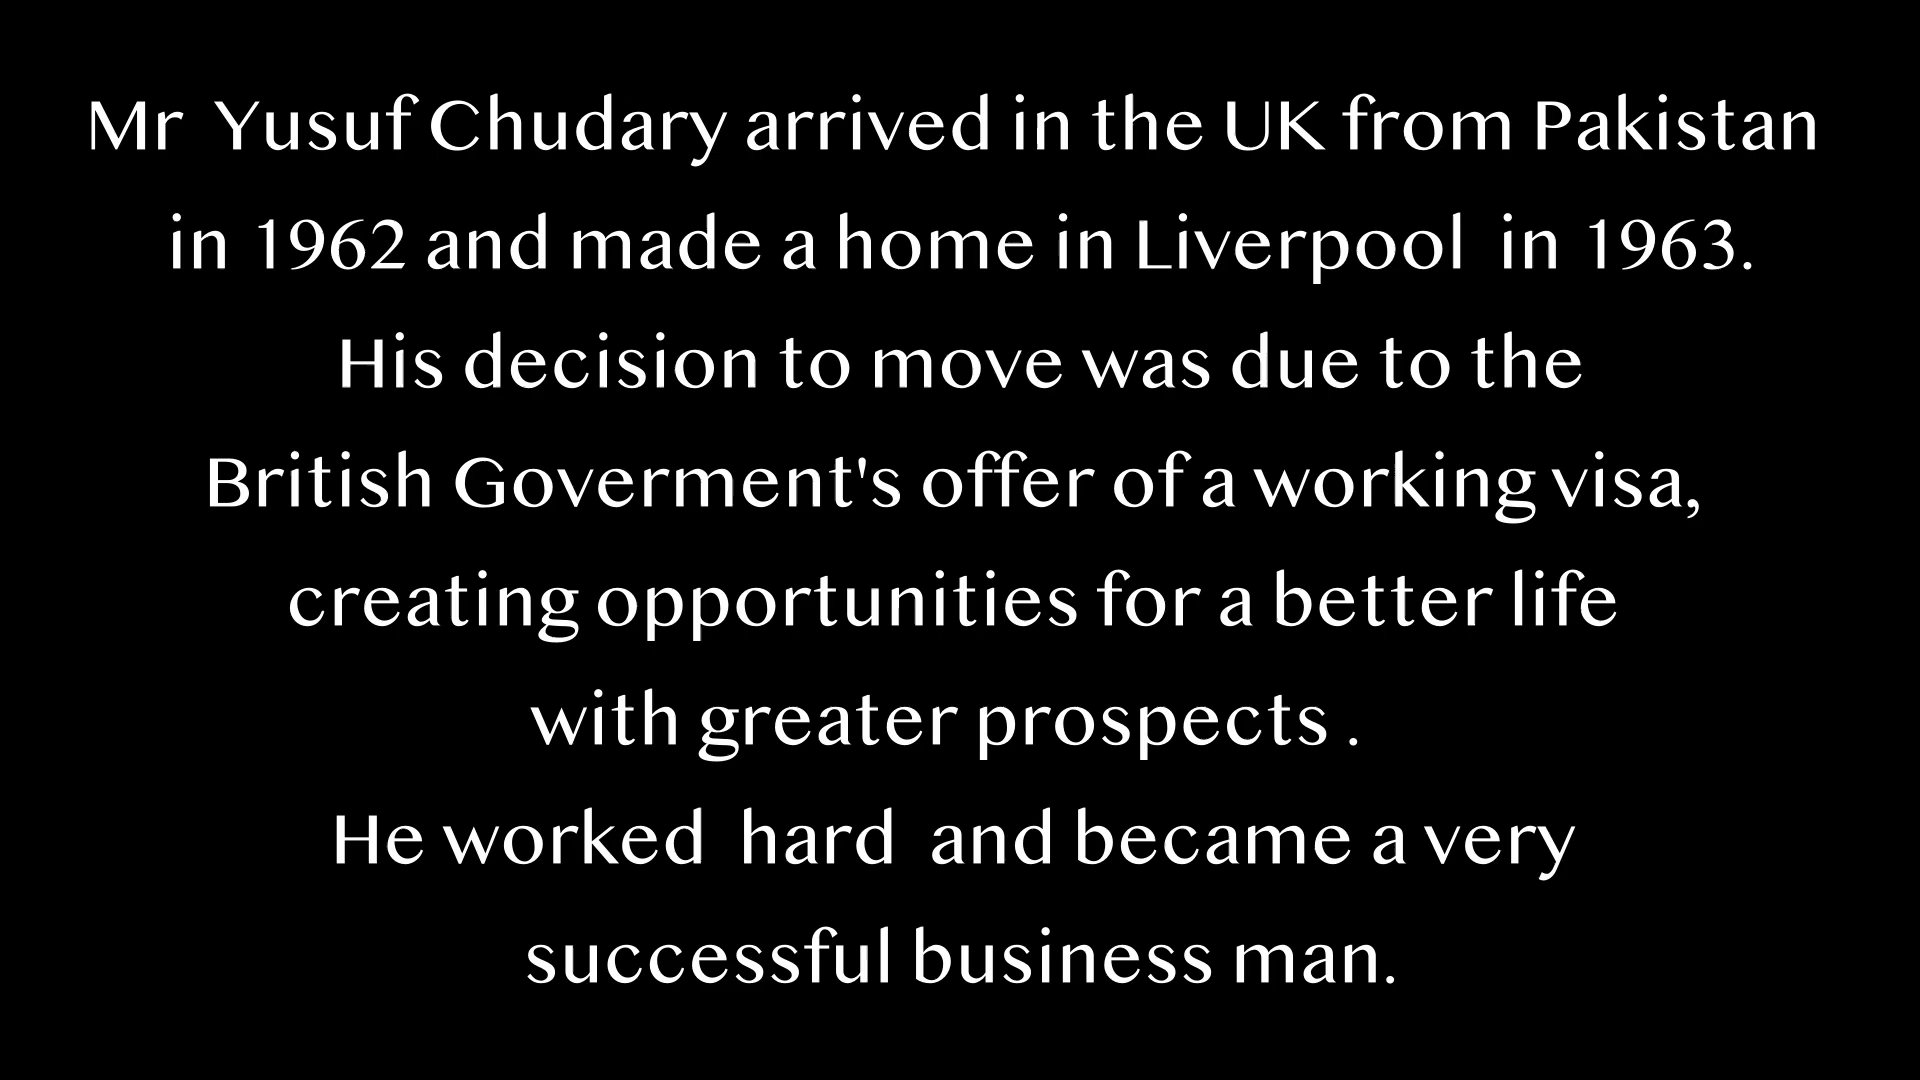 Mr  Yusuf Chudary arrived in the UK from Pakistan
in 1962 and made a home in Liverpool  in 1963.
His decision to move was due to the
British Goverment's offer of a working visa,
creating opportunities for a better life
with greater prospects .
He worked  hard  and became a very
successful business man.